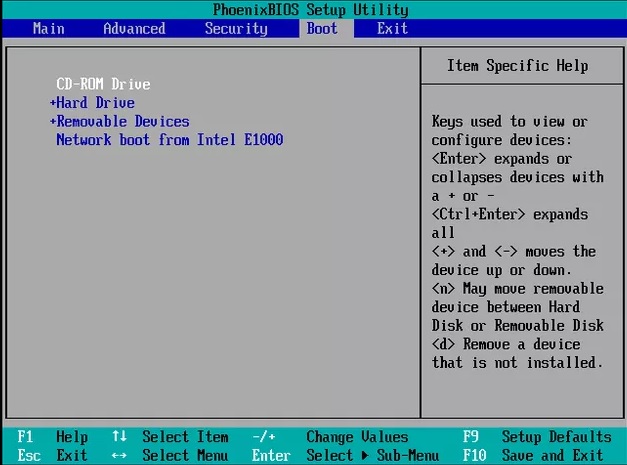 PhoenixBIOS Setup Utility
Main Advanced Security Boot Exit
Item Specific Help
CD-ROM Drive
+Hard Drive
+Removable Devices
Network boot from Intel E1000
Keys used to view or
configure devices:
<Enter> expands or
collapses devices with
a + or -
<Ctrl+Enter> expands
all
<+> and <-> moves the
device up or down.
<n> May move removable
device between Hard
Disk or Removable Disk
<d> Remove a device
that is not installed.
F1 Help ↑↓ Select Item -/+ Change Values F9 Setup Defaults
Esc Exit ↔ Select Menu Enter Select ▶ Sub-Menu F10 Save and Exit